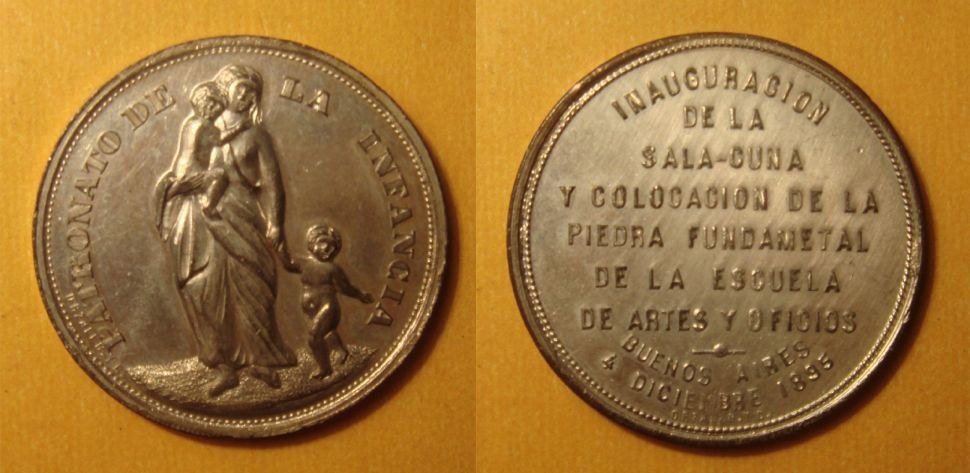 PATRONATO DE LA INFANCIA
INAUGURACION
DE LA
SALA-CUNA
Y COLOCACION DE LA
PIEDRA FUNDAMETAL
DE LA ESCUELA
DE ARTES Y OFICIOS
BUENOS AIRES
4 DICIEMBRE 1895